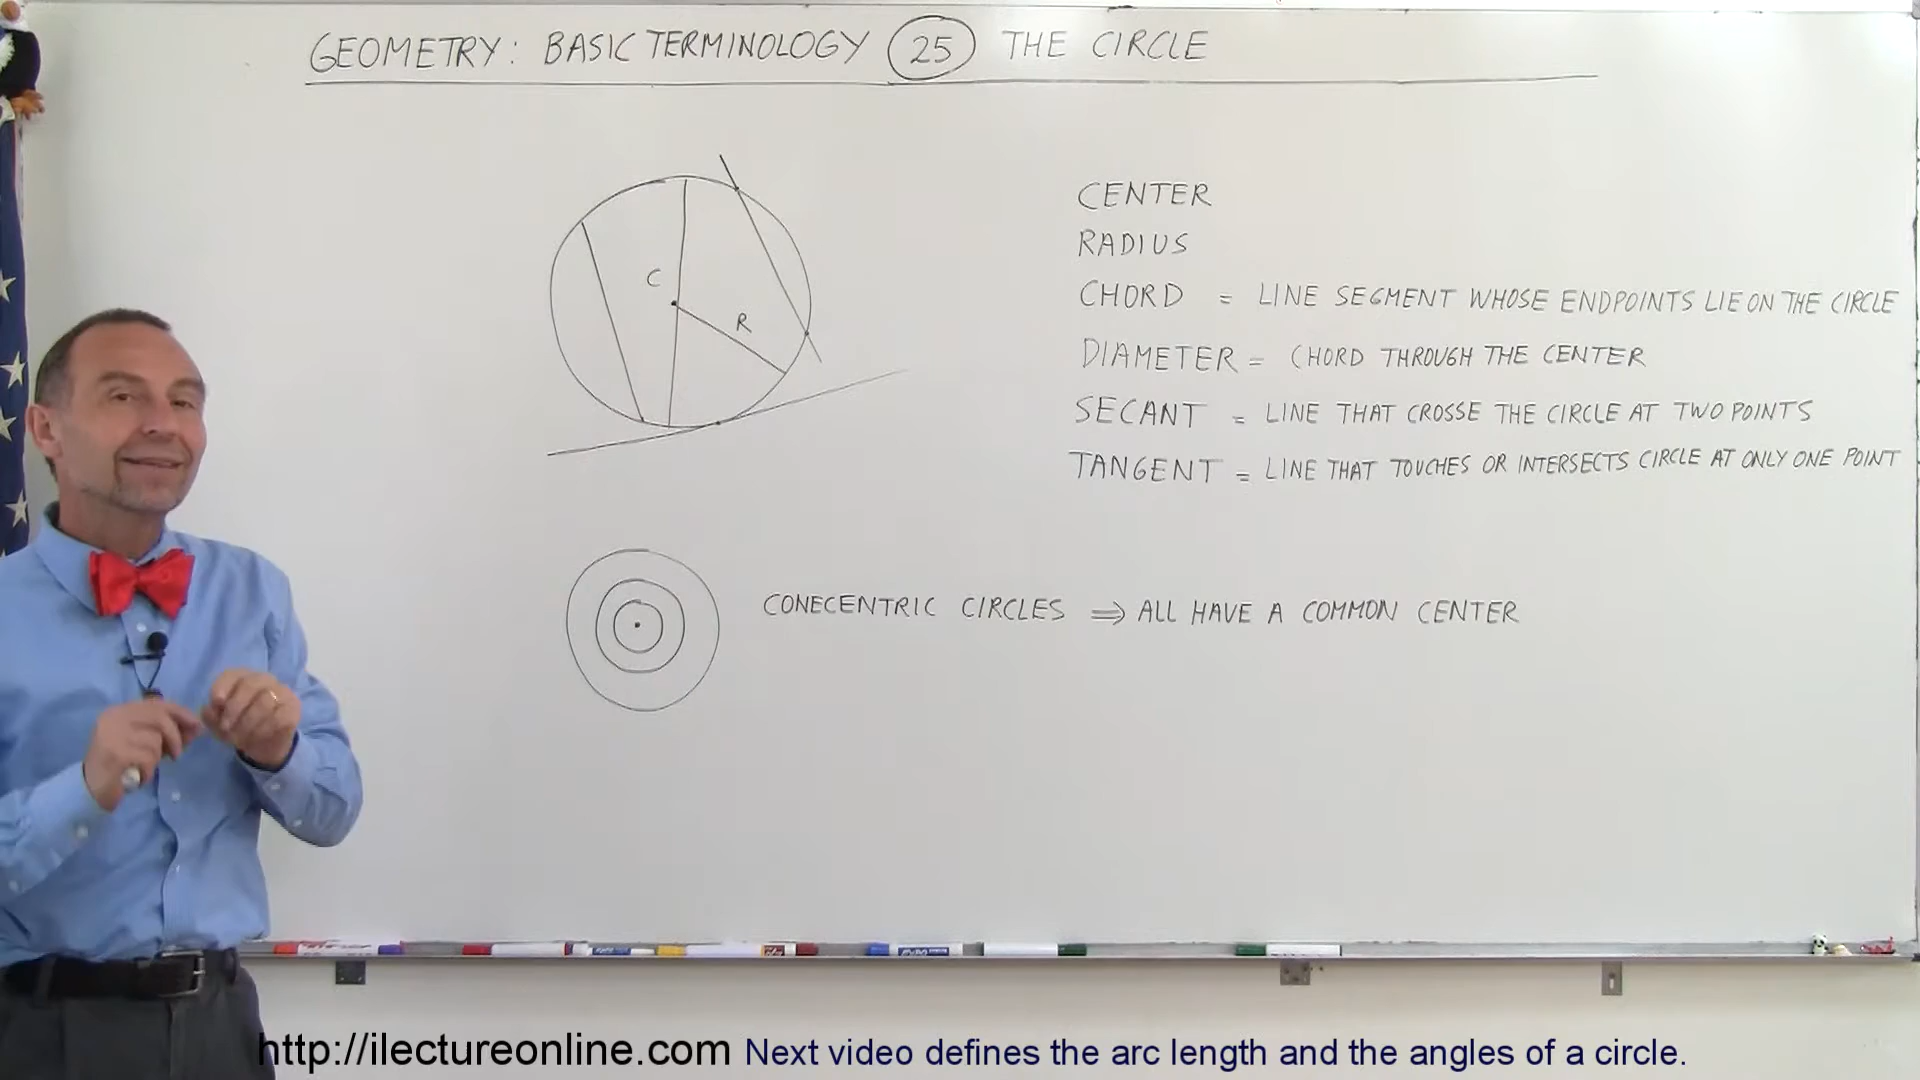 GEOMETRY: BASIC TERMINOLOGY 25 THE CIRCLE
C
R
CENTER
RADIUS
CHORD = LINE SEGMENT WHOSE ENDPOINTS LIE ON THE CIRCLE
DIAMETER = CHORD THROUGH THE CENTER
SECANT = LINE THAT CROSSE THE CIRCLE AT TWO POINTS
TANGENT = LINE THAT TOUCHES OR INTERSECTS CIRCLE AT ONLY ONE POINT
CONECENTRIC CIRCLES ⇒ ALL HAVE A COMMON CENTER
http://ilectureonline.com Next video defines the arc length and the angles of a circle.